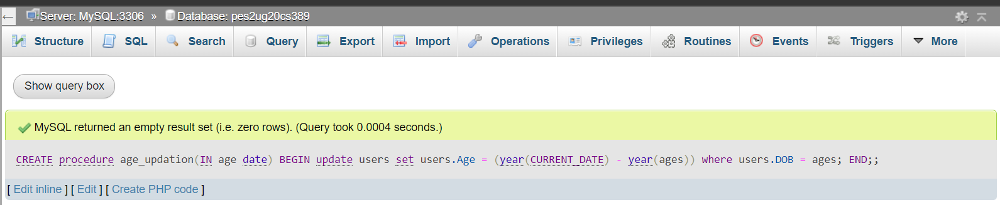 Server: MySQL:3306 » Database: pes2ug20cs389
Structure SQL Search Query Export Import Operations Privileges Routines Events Triggers More
Show query box
MySQL returned an empty result set (i.e. zero rows). (Query took 0.0004 seconds.)
CREATE procedure age_updation(IN age date) BEGIN update users set users.Age = (year(CURRENT_DATE) - year(ages)) where users.DOB = ages; END;;
[ Edit inline ] [ Edit ] [ Create PHP code ]